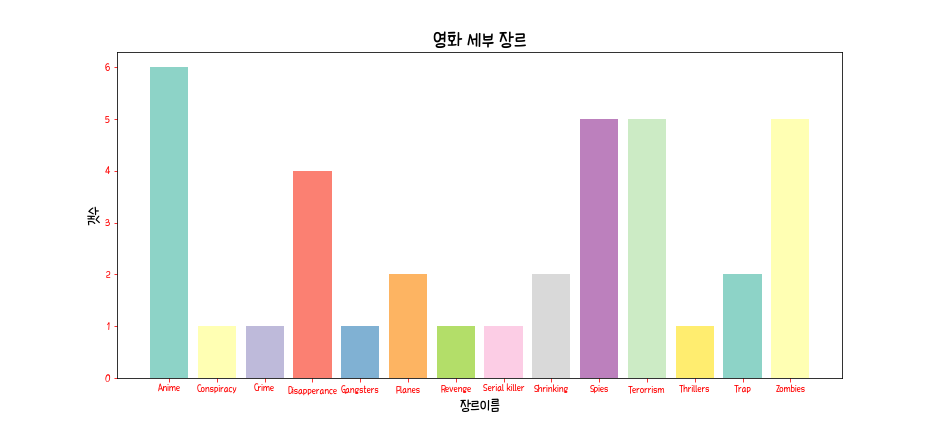 영화 세부 장르
갯수
6
5
4
3
2
1
0
Anime Conspiracy Crime Disapperance Gangsters Planes Revenge Serial killer Shrinking Spies Terorrism Thrillers Trap Zombies
장르이름